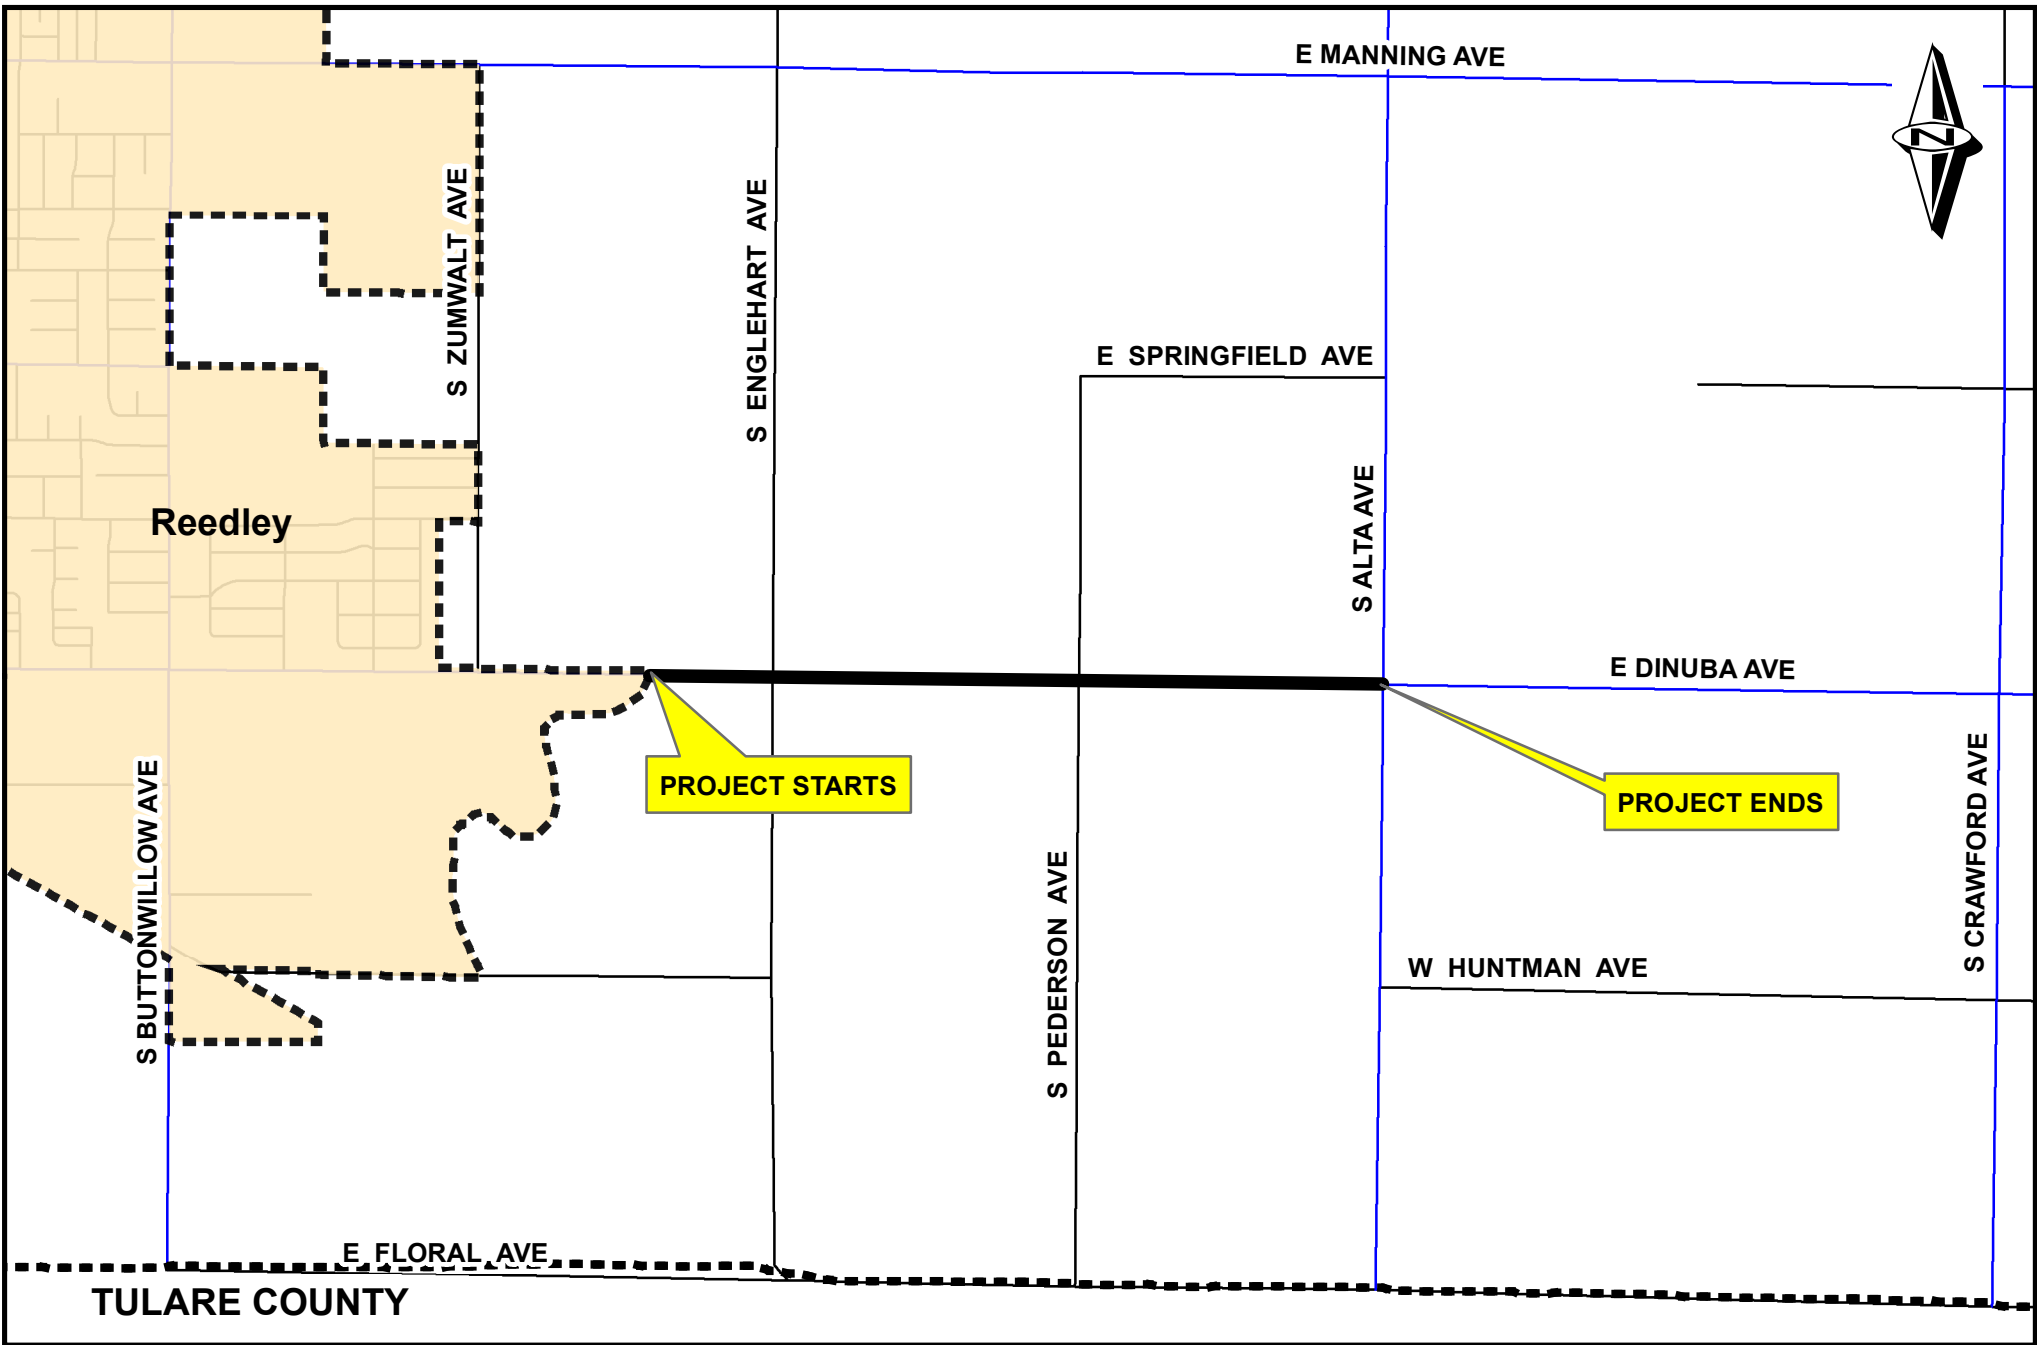 E MANNING AVE
N
S ZUMWALT AVE
S ENGLEHART AVE
E SPRINGFIELD AVE
S ALTA AVE
Reedley
E DINUBA AVE
PROJECT STARTS
PROJECT ENDS
S BUTTONWILLOW AVE
S PEDERSON AVE
S CRAWFORD AVE
W HUNTMAN AVE
E FLORAL AVE
TULARE COUNTY